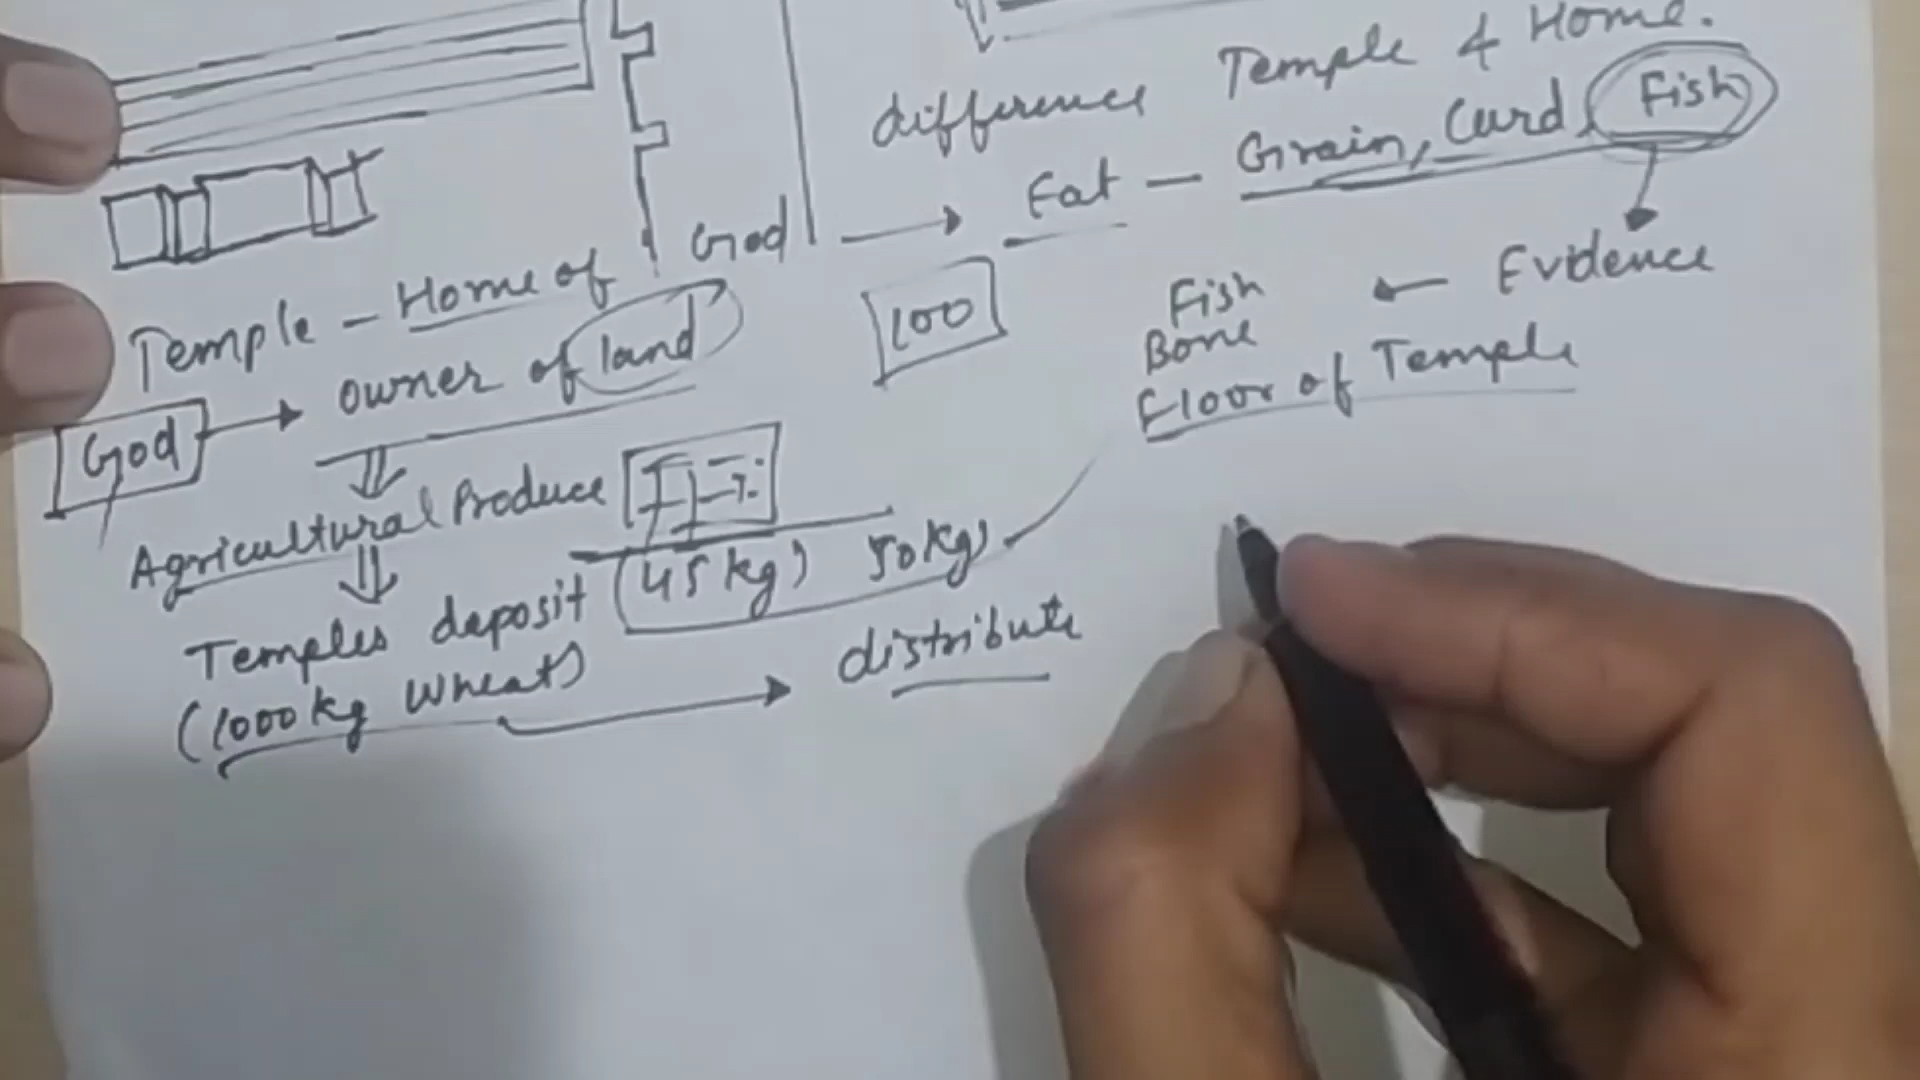 difference Temple & Home.
God → Eat — Grain, Curd, Fish
Evidence
Fish
Bone
Floor of Temple
100
Temple – Home of
God → owner of land
Agricultural Produce
Temples deposit (45 kg) 50 kg
(1000 kg wheat) → distribute